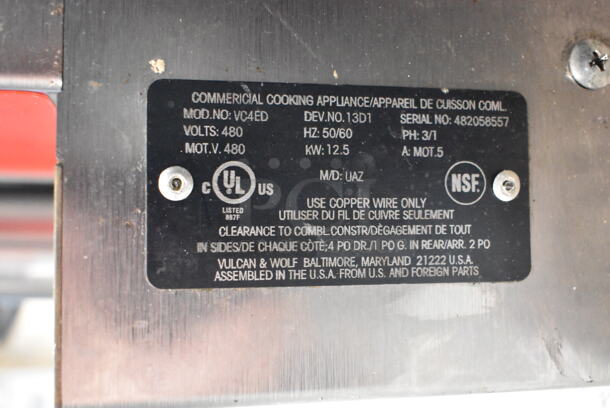 COMMERICIAL COOKING APPLIANCE/APPAREIL DE CUISSON COML.
MOD.NO: VC4ED DEV.NO.13D1 SERIAL NO: 482058557
VOLTS: 480 HZ: 50/60 PH: 3/1
MOT.V. 480 KW: 12.5 A: MOT.5
M/D: UAZ
C UL US NSF.
LISTED
887F
USE COPPER WIRE ONLY
UTILISER DU FIL DE CUIVRE SEULEMENT
CLEARANCE TO COMBL.CONSTR/DÉGAGEMENT DE TOUT
IN SIDES/DE CHAQUE CÔTE;4 PO DR./1 PO G. IN REAR/ARR. 2 PO
VULCAN & WOLF BALTIMORE, MARYLAND 21222 U.S.A.
ASSEMBLED IN THE U.S.A. FROM U.S. AND FOREIGN PARTS